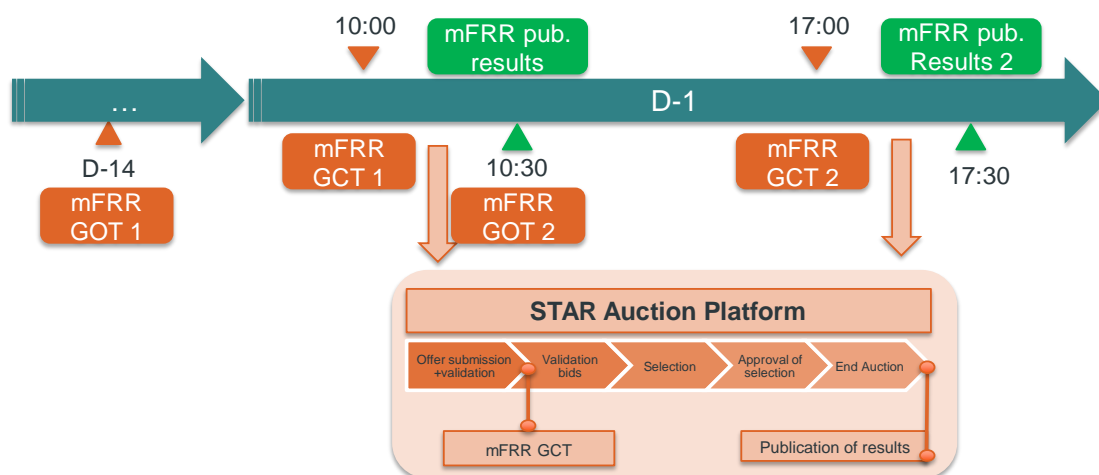 10:00
mFRR pub.
results
17:00
mFRR pub.
Results 2
…
D-1
D-14
mFRR
GOT 1
mFRR
GCT 1
10:30
mFRR
GOT 2
mFRR
GCT 2
17:30
STAR Auction Platform
Offer submission
+validation
Validation
bids
Selection
Approval of
selection
End Auction
mFRR GCT
Publication of results